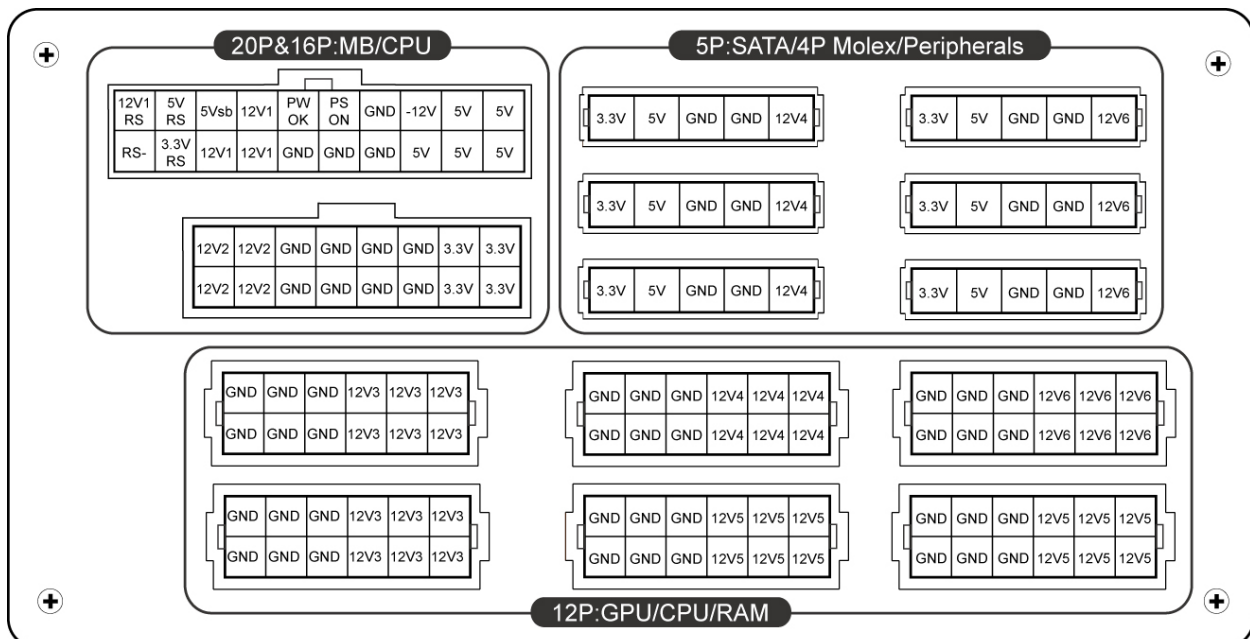 20P&16P:MB/CPU
12V1 RS 5V RS 5Vsb 12V1 PW OK PS ON GND -12V 5V 5V
RS- 3.3V RS 12V1 12V1 GND GND GND 5V 5V 5V
12V2 12V2 GND GND GND GND 3.3V 3.3V
12V2 12V2 GND GND GND GND 3.3V 3.3V
5P:SATA/4P Molex/Peripherals
3.3V 5V GND GND 12V4
3.3V 5V GND GND 12V6
3.3V 5V GND GND 12V4
3.3V 5V GND GND 12V6
3.3V 5V GND GND 12V4
3.3V 5V GND GND 12V6
GND GND GND 12V3 12V3 12V3
GND GND GND 12V3 12V3 12V3
GND GND GND 12V4 12V4 12V4
GND GND GND 12V4 12V4 12V4
GND GND GND 12V6 12V6 12V6
GND GND GND 12V6 12V6 12V6
GND GND GND 12V3 12V3 12V3
GND GND GND 12V3 12V3 12V3
GND GND GND 12V5 12V5 12V5
GND GND GND 12V5 12V5 12V5
GND GND GND 12V5 12V5 12V5
GND GND GND 12V5 12V5 12V5
12P:GPU/CPU/RAM